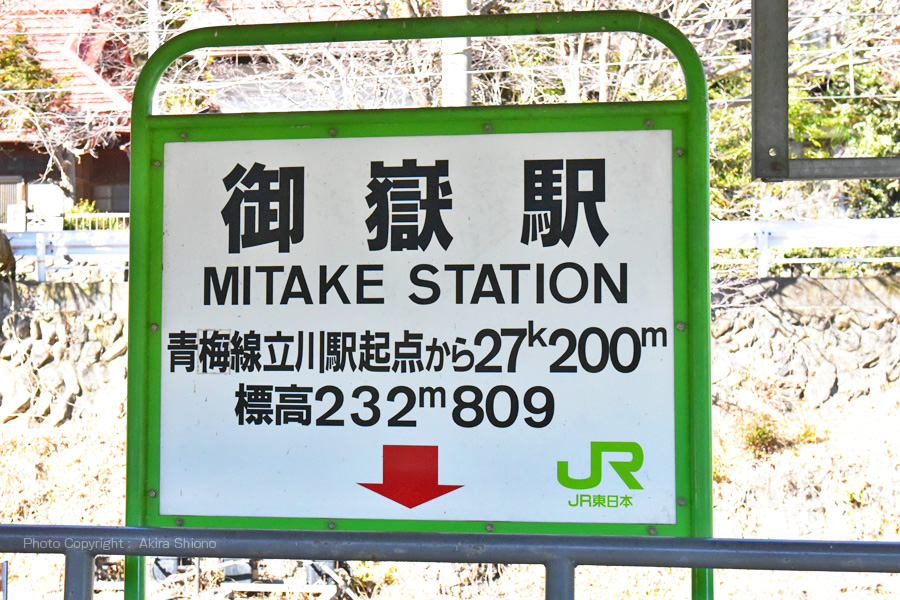 御嶽駅
MITAKE STATION
青梅線立川駅起点から27k200m
標高232m809
JR
JR東日本
Photo Copyright : Akira Shiono